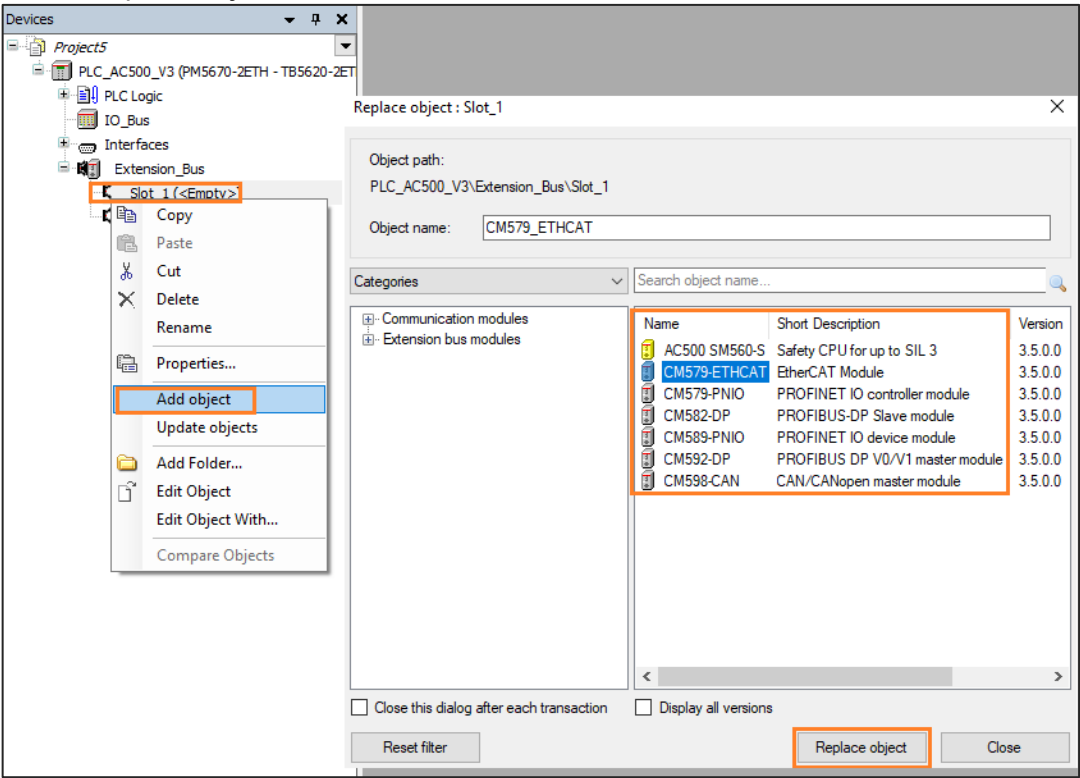 Devices
Project5
PLC_AC500_V3 (PM5670-2ETH - TB5620-2ET
PLC Logic
IO_Bus
Interfaces
Extension_Bus
Slot_1 (<Empty>)
Copy
Paste
Cut
Delete
Rename
Properties...
Add object
Update objects
Add Folder...
Edit Object
Edit Object With...
Compare Objects
Replace object : Slot_1
Object path:
PLC_AC500_V3\Extension_Bus\Slot_1
Object name: CM579_ETHCAT
Categories Search object name...
Communication modules
Extension bus modules
Name Short Description Version
AC500 SM560-S Safety CPU for up to SIL 3 3.5.0.0
CM579-ETHCAT EtherCAT Module 3.5.0.0
CM579-PNIO PROFINET IO controller module 3.5.0.0
CM582-DP PROFIBUS-DP Slave module 3.5.0.0
CM589-PNIO PROFINET IO device module 3.5.0.0
CM592-DP PROFIBUS DP V0/V1 master module 3.5.0.0
CM598-CAN CAN/CANopen master module 3.5.0.0
Close this dialog after each transaction Display all versions
Reset filter Replace object Close